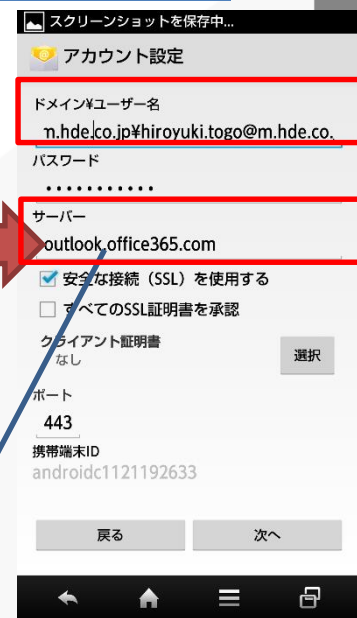 スクリーンショットを保存中...
アカウント設定
ドメイン¥ユーザー名
m.hde.co.jp¥hiroyuki.togo@m.hde.co.
パスワード
...........
サーバー
outlook.office365.com
安全な接続（SSL）を使用する
すべてのSSL証明書を承認
クライアント証明書
なし
選択
ポート
443
携帯端末ID
androidc1121192633
戻る
次へ